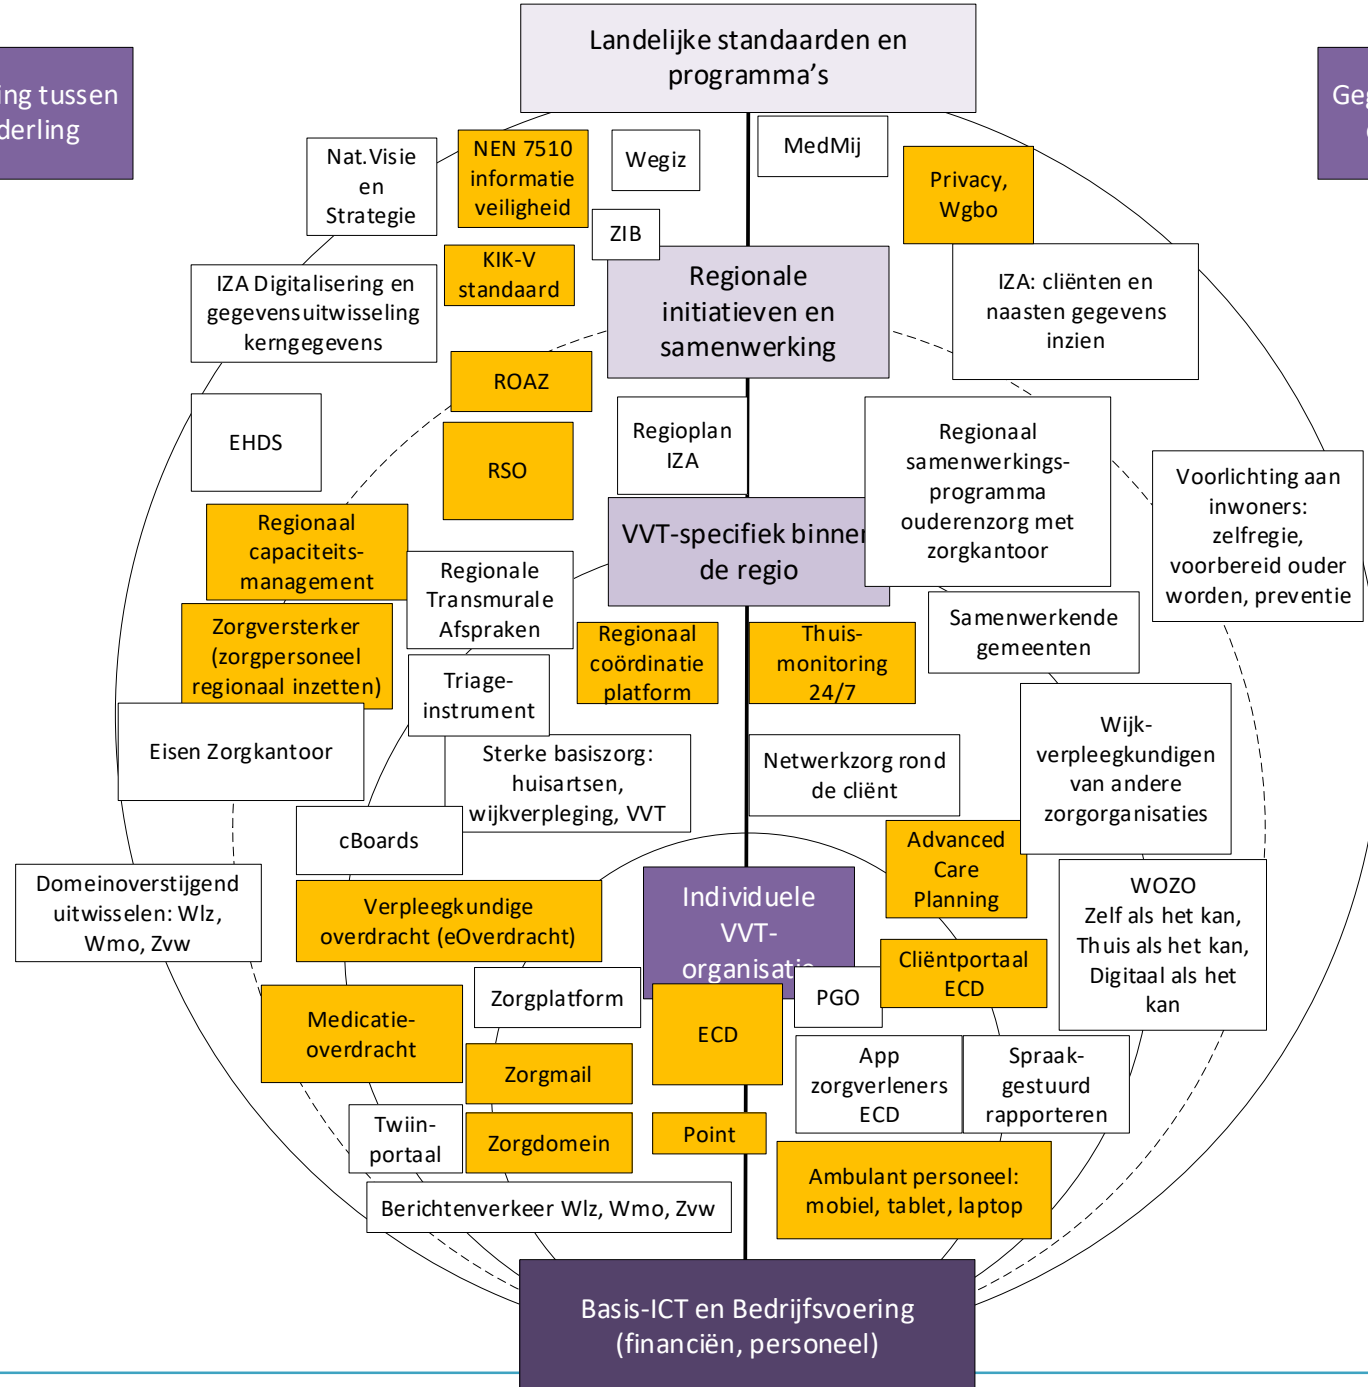 Landelijke standaarden en
programma's
ing tussen
derling
Geg
Nat.Visie
en
Strategie
NEN 7510
informatie
veiligheid
Wegiz
MedMij
Privacy,
Wgbo
ZIB
KIK-V
standaard
IZA Digitalisering en
gegevensuitwisseling
kerngegevens
Regionale
initiatieven en
samenwerking
IZA: cliënten en
naasten gegevens
inzien
ROAZ
EHDS
RSO
Regioplan
IZA
Regionaal
samenwerkings-
programma
ouderenzorg met
zorgkantoor
Voorlichting aan
inwoners:
zelfregie,
voorbereid ouder
worden, preventie
Regionaal
capaciteits-
management
VVT-specifiek binnen
de regio
Regionale
Transmurale
Afspraken
Zorgversterker
(zorgpersoneel
regionaal inzetten)
Regionaal
coördinatie
platform
Thuis-
monitoring
24/7
Samenwerkende
gemeenten
Triage-
instrument
Eisen Zorgkantoor
Sterke basiszorg:
huisartsen,
wijkverpleging, VVT
Netwerkzorg rond
de cliënt
Wijk-
verpleegkundigen
van andere
zorgorganisaties
cBoards
Advanced
Care
Planning
Domeinoverstijgend
uitwisselen: Wlz,
Wmo, Zvw
Verpleegkundige
overdracht (eOverdracht)
Individuele
VVT-
organisatie
WOZO
Zelf als het kan,
Thuis als het kan,
Digitaal als het
kan
Cliëntportaal
ECD
Zorgplatform
PGO
Medicatie-
overdracht
ECD
App
zorgverleners
ECD
Spraak-
gestuurd
rapporteren
Zorgmail
Twiin-
portaal
Zorgdomein
Point
Ambulant personeel:
mobiel, tablet, laptop
Berichtenverkeer Wlz, Wmo, Zvw
Basis-ICT en Bedrijfsvoering
(financiën, personeel)